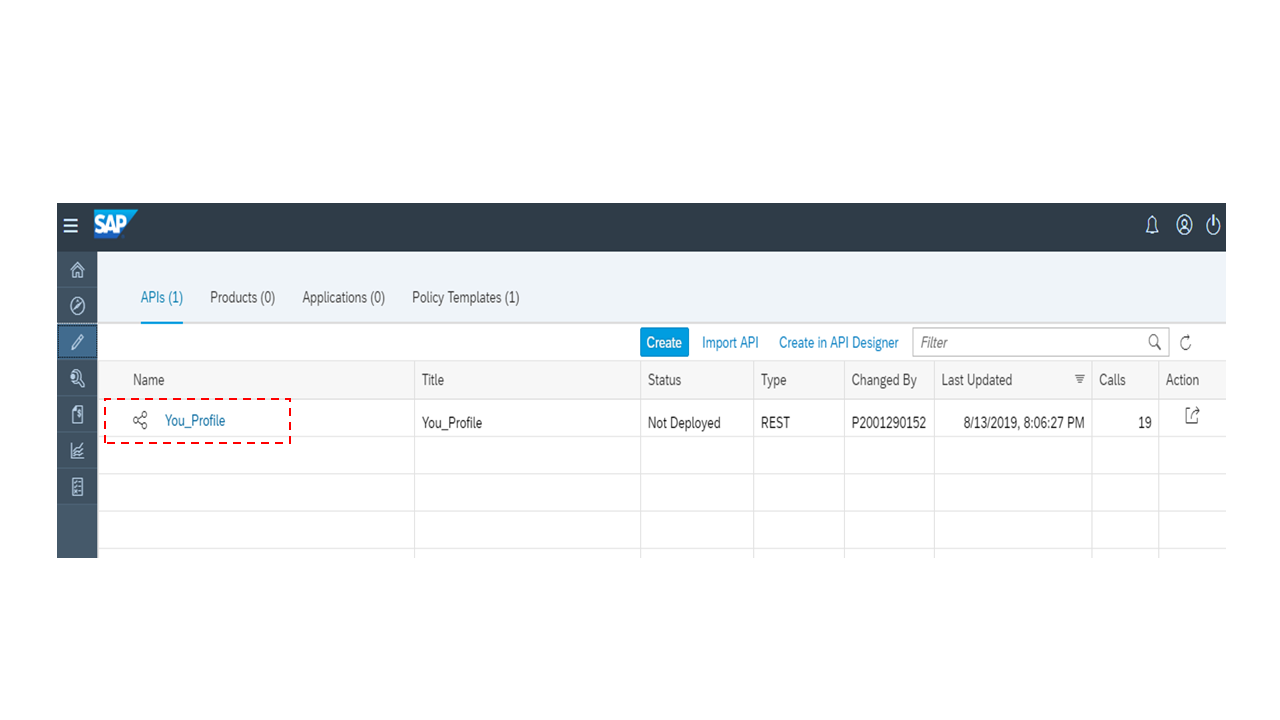 SAP
APIs (1) Products (0) Applications (0) Policy Templates (1)
Create Import API Create in API Designer Filter
Name Title Status Type Changed By Last Updated Calls Action
You_Profile You_Profile Not Deployed REST P2001290152 8/13/2019, 8:06:27 PM 19